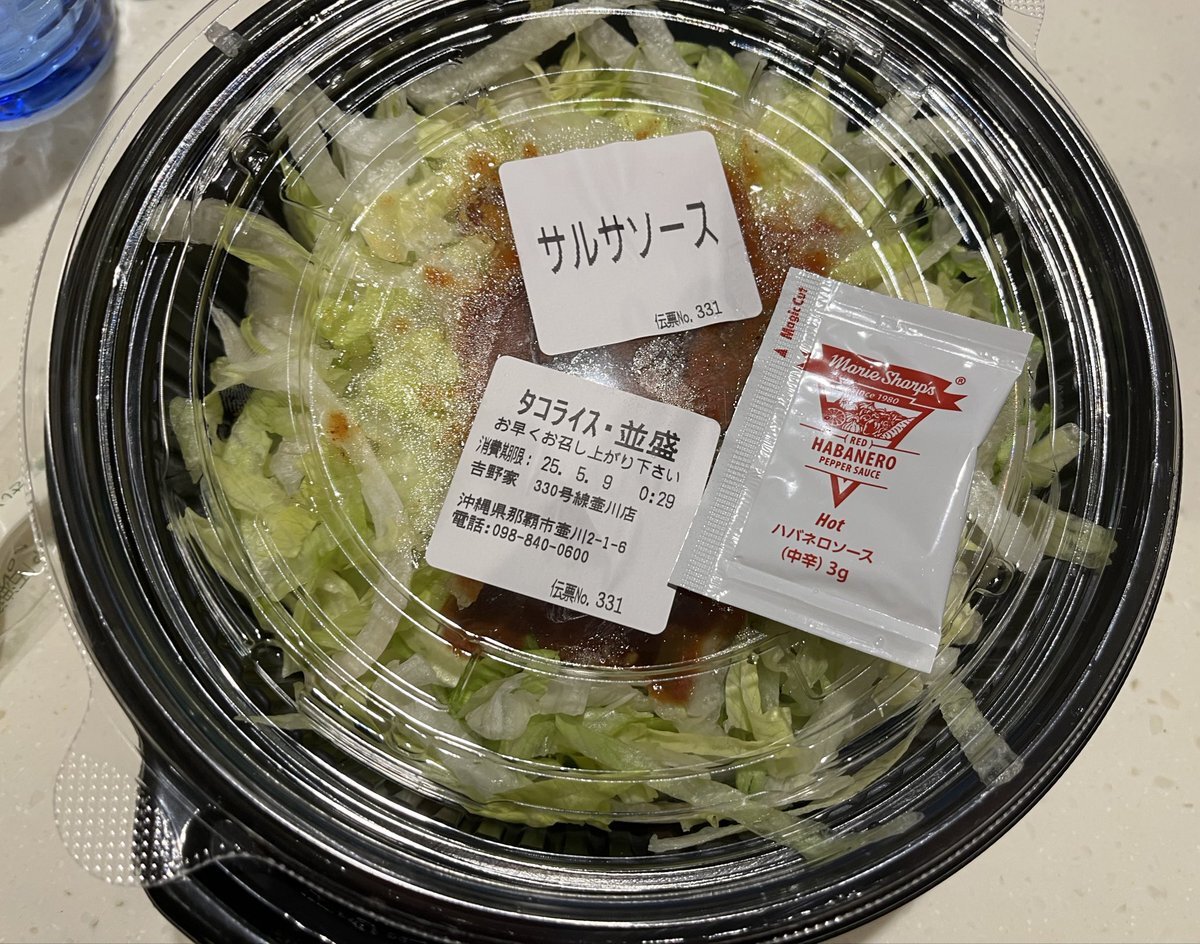 サルサソース
伝票No. 331
タコライス・並盛
お早くお召し上がり下さい
消費期限: 25. 5. 9 0:29
吉野家 330号線壷川店
沖縄県那覇市壷川2-1-6
電話:098-840-0600
伝票No. 331
▲ Magic Cut
Marie Sharp's®
Since 1980
(RED)
HABANERO
PEPPER SAUCE
Hot
ハバネロソース
(中辛) 3g